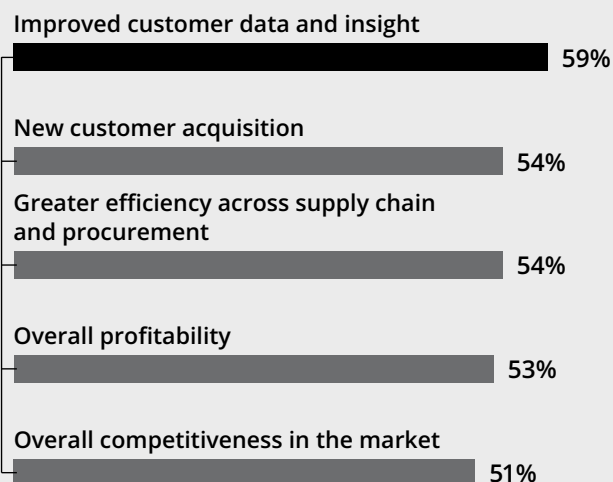 Improved customer data and insight
59%
New customer acquisition
54%
Greater efficiency across supply chain
and procurement
54%
Overall profitability
53%
Overall competitiveness in the market
51%